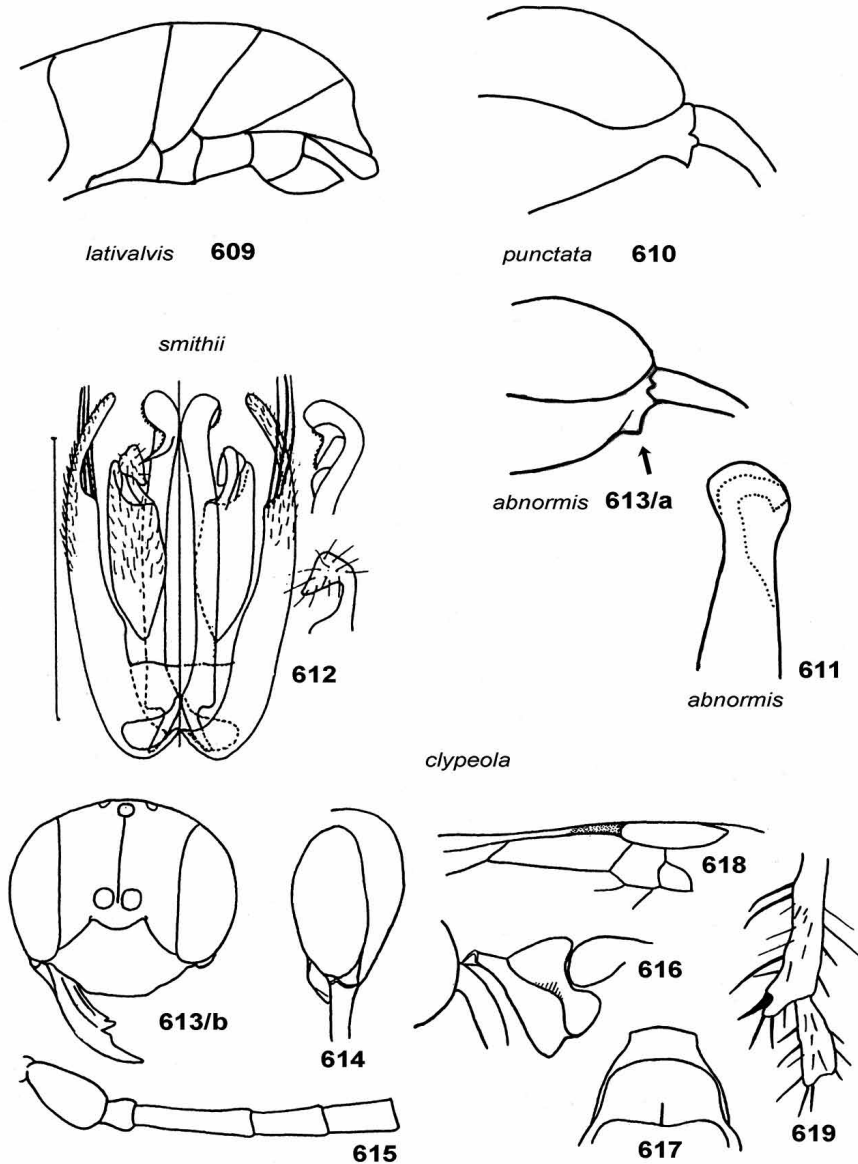 lativalvis 609
punctata 610
smithii
abnormis 613/a
612
611
abnormis
clypeola
618
616
613/b
614
617
619
615